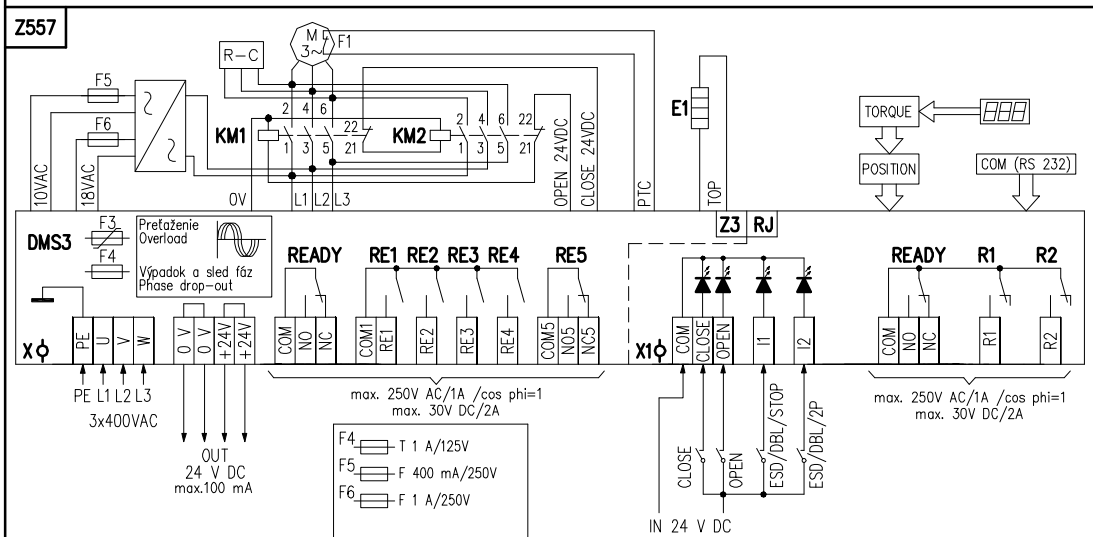 Z557
M
3~
F1
R-C
F5
F6
2 4 6
22
KM1
1 3 5
21
KM2
2 4 6
22
1 3 5
21
E1
TORQUE
POSITION
COM (RS 232)
10VAC
18VAC
0V
L1 L2 L3
OPEN 24VDC
CLOSE 24VDC
PTC
TOP
DMS3
F3
F4
Preťaženie
Overload
Výpadok a sled fáz
Phase drop-out
READY
RE1 RE2 RE3 RE4
RE5
Z3 RJ
READY
R1
R2
X
PE
U
V
W
0 V
0 V
+24V
+24V
COM
NO
NC
COM1
RE1
RE2
RE3
RE4
COM5
NO5
NC5
X1
COM
CLOSE
OPEN
I1
I2
COM
NO
NC
R1
R2
PE L1 L2 L3
3x400VAC
OUT
24 V DC
max.100 mA
max. 250V AC/1A /cos phi=1
max. 30V DC/2A
F4 T 1 A/125V
F5 F 400 mA/250V
F6 F 1 A/250V
CLOSE
OPEN
ESD/DBL/STOP
ESD/DBL/2P
IN 24 V DC
max. 250V AC/1A /cos phi=1
max. 30V DC/2A